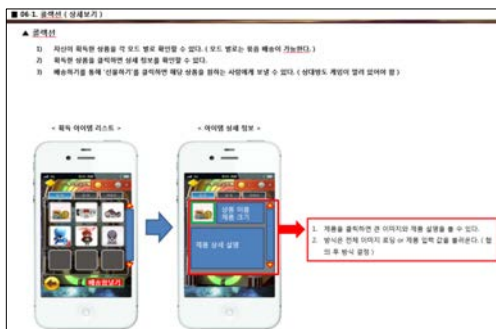 ■ 06-1. 콜렉션 ( 상세보기 )
▲ 콜렉션
1) 자신이 획득한 상품을 각 모드 별로 확인할 수 있다. ( 모드 별로는 묶음 배송이 가능한다. )
2) 획득한 상품을 클릭하면 상세 정보를 확인할 수 있다.
3) 배송하기를 통해 '선물하기'를 클릭하면 해당 상품을 원하는 사람에게 보낼 수 있다. ( 상대방도 게임이 깔려 있어야 함 )
< 획득 아이템 리스트 >
< 아이템 상세 정보 >
상품 이름
제품 크기
제품 상세 설명
1. 제품을 클릭하면 큰 이미지와 제품 설명을 볼 수 있다.
2. 방식은 전체 이미지 로딩 or 제품 입력 값을 불러온다. ( 협
의 후 방식 결정 )